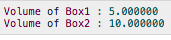 Volume of Box1 : 5.000000
Volume of Box2 : 10.000000